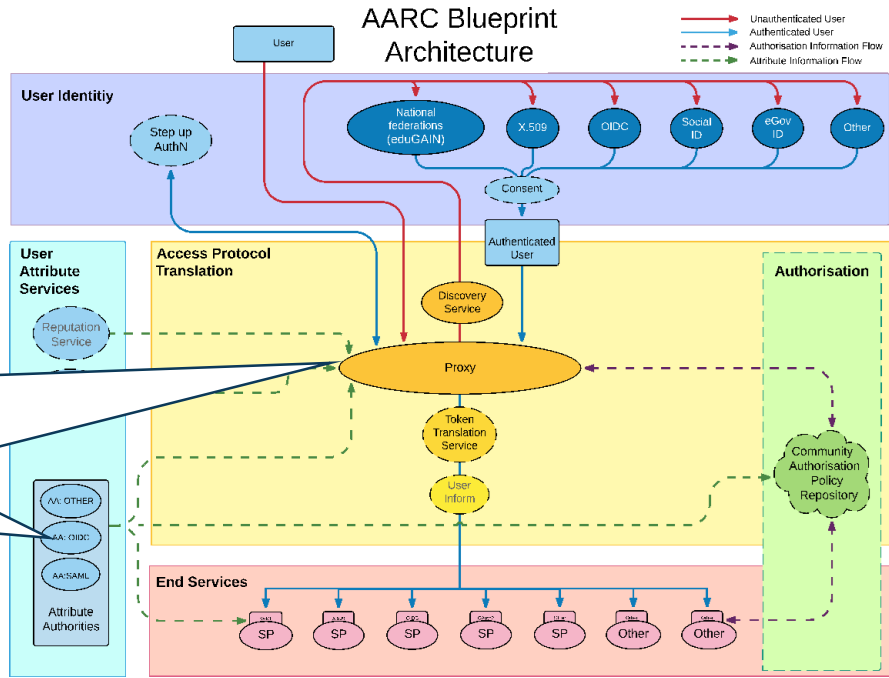 AARC Blueprint
Architecture
User
Unauthenticated User
Authenticated User
Authorisation Information Flow
Attribute Information Flow
User Identitiy
Step up
AuthN
National
federations
(eduGAIN)
X.509
OIDC
Social
ID
eGov
ID
Other
Consent
Authenticated
User
User
Attribute
Services
Access Protocol
Translation
Authorisation
Discovery
Service
Reputation
Service
Proxy
Token
Translation
Service
User
Inform
Community
Authorisation
Policy
Repository
AA: OTHER
AA: OIDC
AA:SAML
Attribute
Authorities
End Services
SP
SP
OIDC
SP
SP
SP
Other
Other